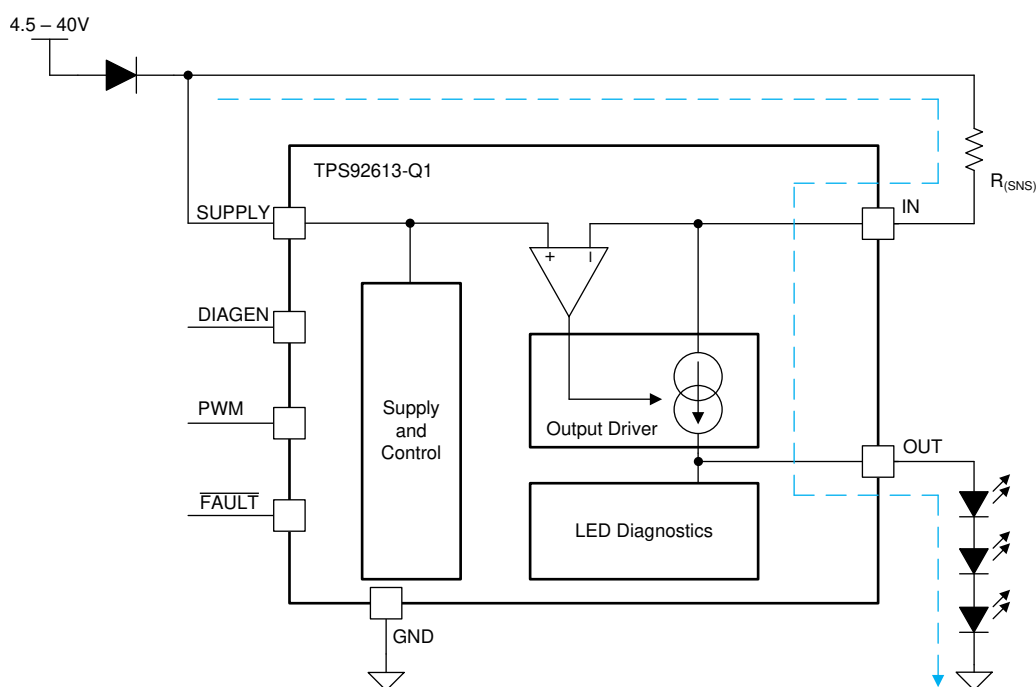 4.5 – 40V
TPS92613-Q1
R(SNS)
SUPPLY
IN
+
–
DIAGEN
PWM
Supply
and
Control
Output Driver
OUT
FAULT
LED Diagnostics
GND